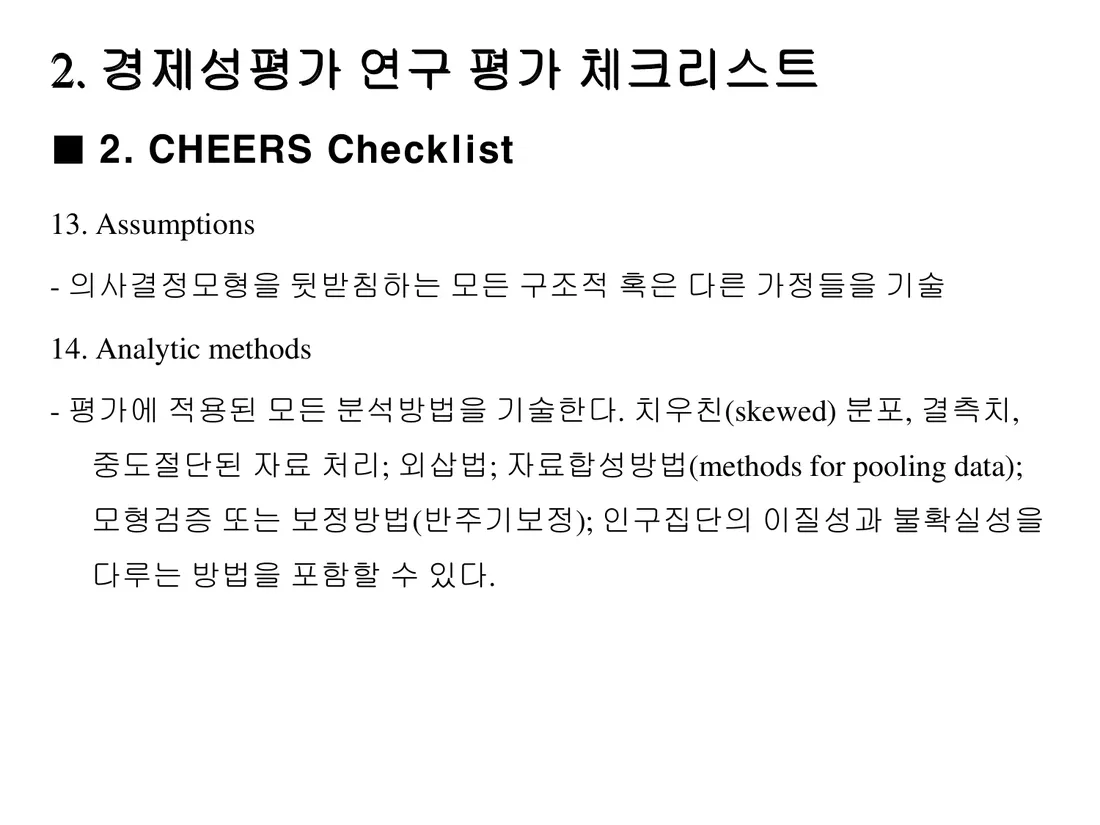 2. 경제성평가 연구 평가 체크리스트
■ 2. CHEERS Checklist
13. Assumptions
- 의사결정모형을 뒷받침하는 모든 구조적 혹은 다른 가정들을 기술
14. Analytic methods
- 평가에 적용된 모든 분석방법을 기술한다. 치우친(skewed) 분포, 결측치,
중도절단된 자료 처리; 외삽법; 자료합성방법(methods for pooling data);
모형검증 또는 보정방법(반주기보정); 인구집단의 이질성과 불확실성을
다루는 방법을 포함할 수 있다.